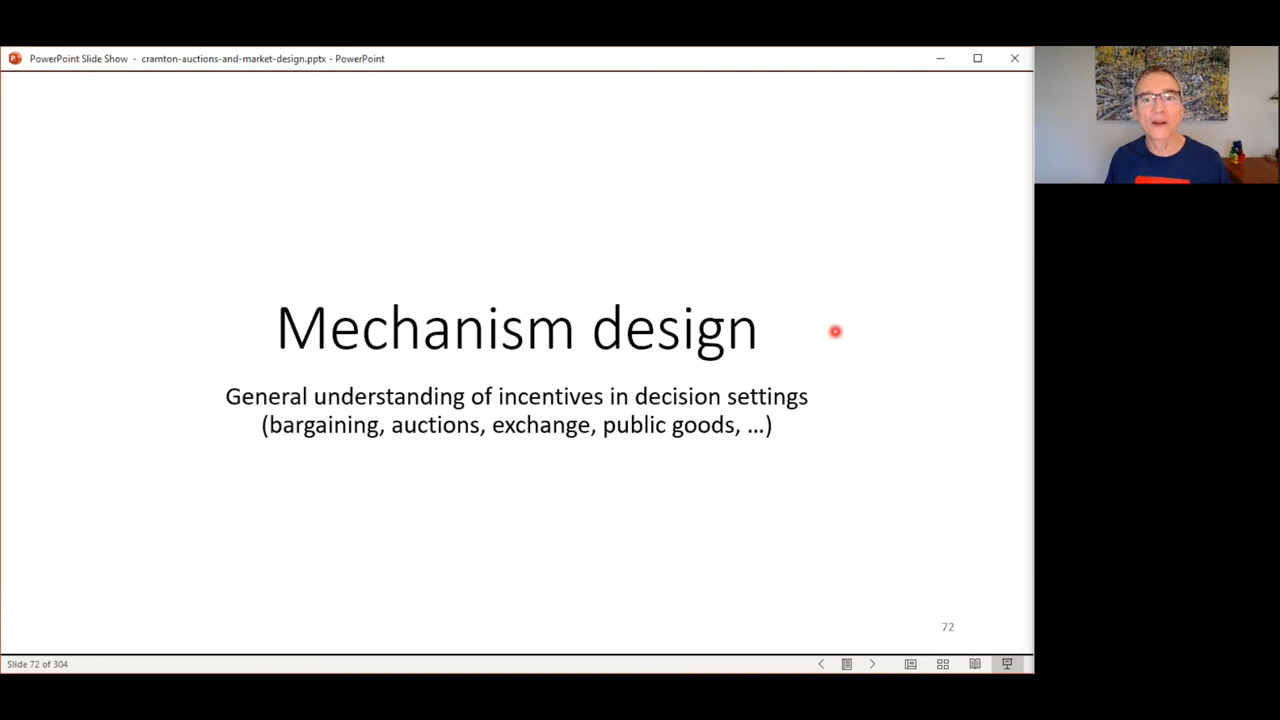 PowerPoint Slide Show - cramton-auctions-and-market-design.pptx - PowerPoint
Mechanism design
General understanding of incentives in decision settings
(bargaining, auctions, exchange, public goods, …)
72
Slide 72 of 304